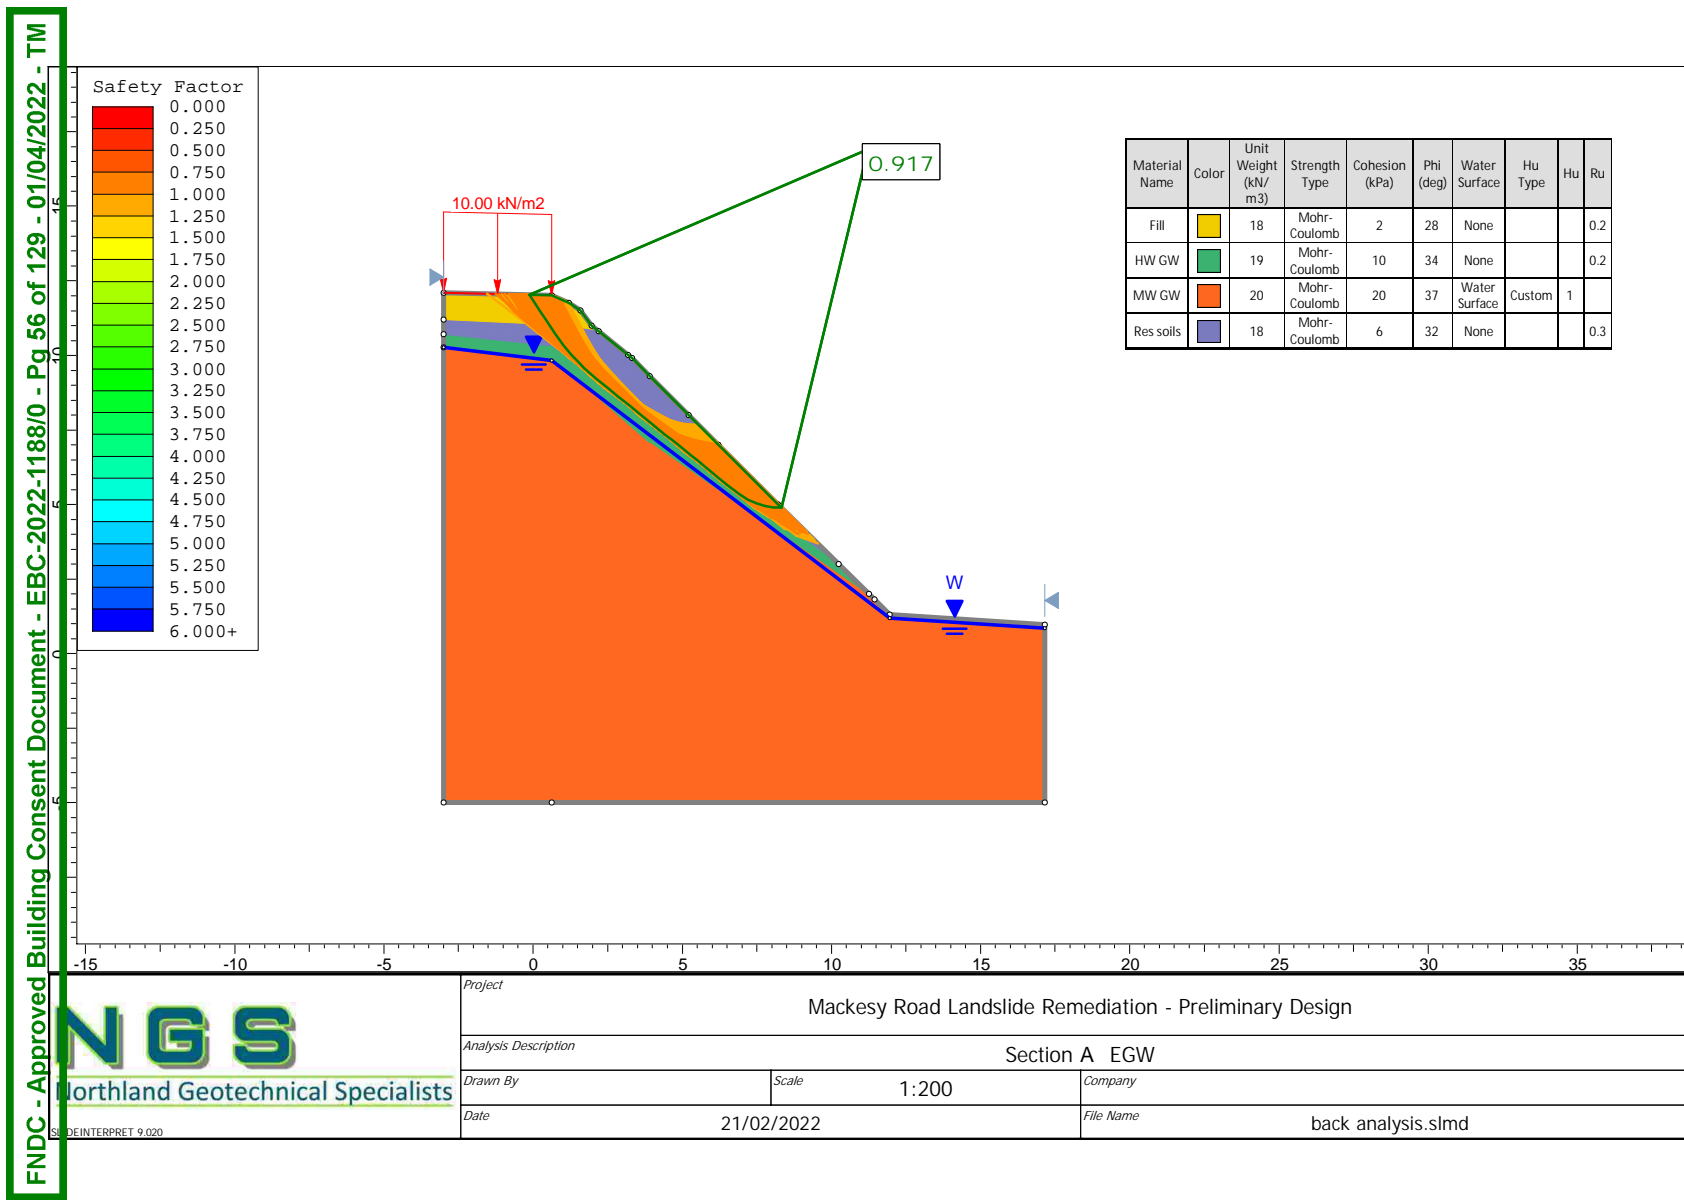 FNDC - Approved Building Consent Document - EBC-2022-1188/0 - Pg 56 of 129 - 01/04/2022 - TM
Safety Factor
0.000
0.250
0.500
0.750
1.000
1.250
1.500
1.750
2.000
2.250
2.500
2.750
3.000
3.250
3.500
3.750
4.000
4.250
4.500
4.750
5.000
5.250
5.500
5.750
6.000+
15
10
5
0
-5
10.00 kN/m2
0.917
W
Material Name Color Unit Weight (kN/ m3) Strength Type Cohesion (kPa) Phi (deg) Water Surface Hu Type Hu Ru
Fill 18 Mohr-Coulomb 2 28 None 0.2
HW GW 19 Mohr-Coulomb 10 34 None 0.2
MW GW 20 Mohr-Coulomb 20 37 Water Surface Custom 1
Res soils 18 Mohr-Coulomb 6 32 None 0.3
-15 -10 -5 0 5 10 15 20 25 30 35
NGS
Northland Geotechnical Specialists
SLIDEINTERPRET 9.020
Project
Mackesy Road Landslide Remediation - Preliminary Design
Analysis Description
Section A EGW
Drawn By
Scale
1:200
Company
Date
21/02/2022
File Name
back analysis.slmd